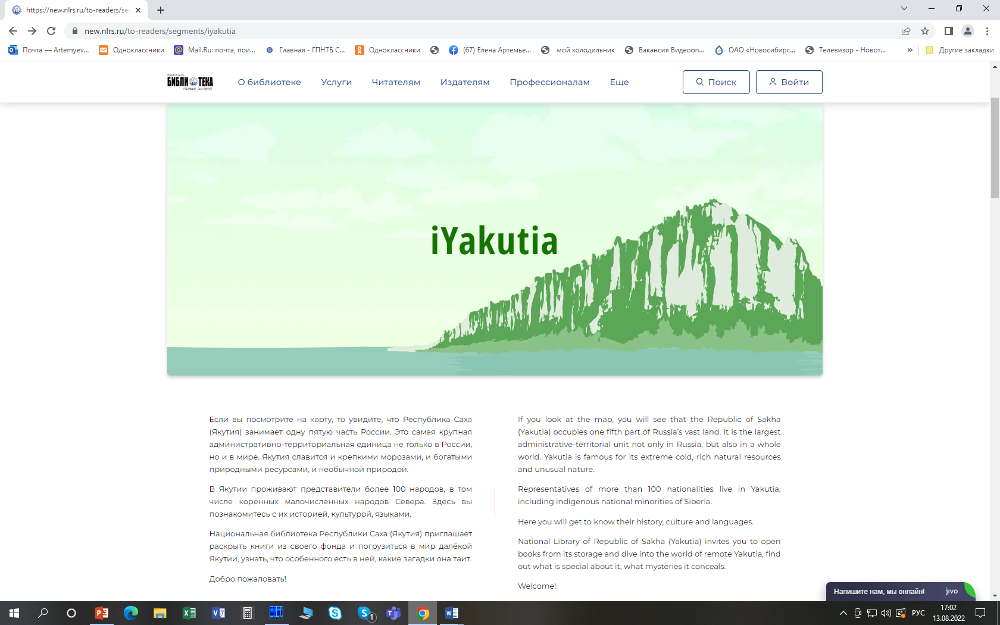 https://new.nlrs.ru/to-readers/se
new.nlrs.ru/to-readers/segments/iyakutia
Почта — Artemyev...
Одноклассники
Mail.Ru: почта, пои...
Главная - ГПНТБ С...
Одноклассники
(67) Елена Артемье...
мой холодильник
Вакансия Видеооп...
ОАО «Новосибирс...
Телевизор - Новот...
»
Другие закладки
БИБЛИОТЕКА
О библиотеке
Услуги
Читателям
Издателям
Профессионалам
Еще
Поиск
Войти
iYakutia
Если вы посмотрите на карту, то увидите, что Республика Саха
(Якутия) занимает одну пятую часть России. Это самая крупная
административно-территориальная единица не только в России,
но и в мире. Якутия славится и крепкими морозами, и богатыми
природными ресурсами, и необычной природой.
В Якутии проживают представители более 100 народов, в том
числе коренных малочисленных народов Севера. Здесь вы
познакомитесь с их историей, культурой, языками.
Национальная библиотека Республики Саха (Якутия) приглашает
раскрыть книги из своего фонда и погрузиться в мир далёкой
Якутии, узнать, что особенного есть в ней, какие загадки она таит.
Добро пожаловать!
If you look at the map, you will see that the Republic of Sakha
(Yakutia) occupies one fifth part of Russia's vast land. It is the largest
administrative-territorial unit not only in Russia, but also in a whole
world. Yakutia is famous for its extreme cold, rich natural resources
and unusual nature.
Representatives of more than 100 nationalities live in Yakutia,
including indigenous national minorities of Siberia.
Here you will get to know their history, culture and languages.
National Library of Republic of Sakha (Yakutia) invites you to open
books from its storage and dive into the world of remote Yakutia, find
out what is special about it, what mysteries it conceals.
Welcome!
Напишите нам, мы онлайн!
jivo
1
РУС
17:02
13.08.2022